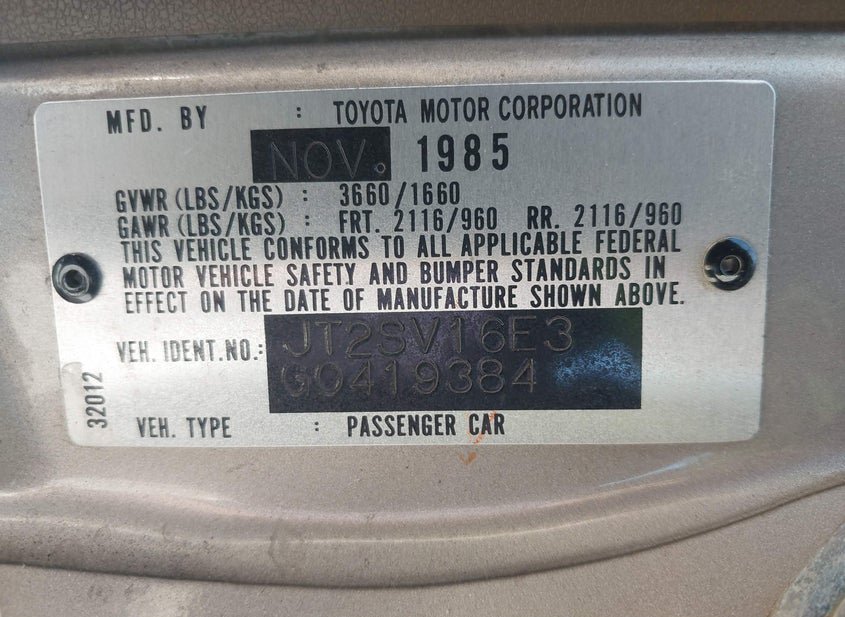 MFD. BY : TOYOTA MOTOR CORPORATION
NOV. 1985
GVWR (LBS/KGS) : 3660/1660
GAWR (LBS/KGS) : FRT. 2116/960 RR. 2116/960
THIS VEHICLE CONFORMS TO ALL APPLICABLE FEDERAL
MOTOR VEHICLE SAFETY AND BUMPER STANDARDS IN
EFFECT ON THE DATE OF MANUFACTURE SHOWN ABOVE.
VEH. IDENT.NO.: JT2SV16E3
G0419384
VEH. TYPE : PASSENGER CAR
32012